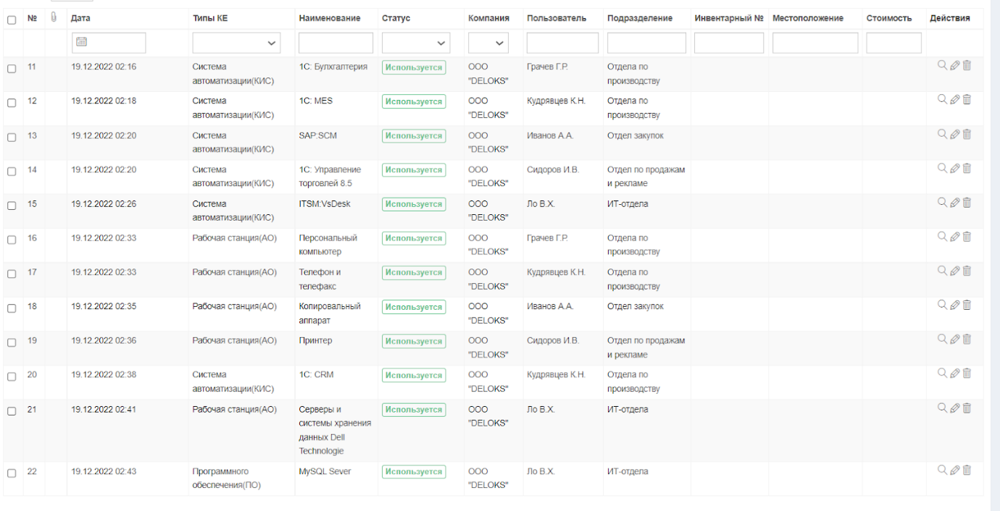 № Дата Типы КЕ Наименование Статус Компания Пользователь Подразделение Инвентарный № Местоположение Стоимость Действия
11 19.12.2022 02:16 Система 1С: Булхгалтерия Используется ООО Грачев Г.Р. Отдела по
автоматизации(КИС) "DELOKS" производству
12 19.12.2022 02:18 Система 1С: MES Используется ООО Кудрявцев К.Н. Отдела по
автоматизации(КИС) "DELOKS" производству
13 19.12.2022 02:20 Система SAP:SCM Используется ООО Иванов А.А. Отдел закупок
автоматизации(КИС) "DELOKS"
14 19.12.2022 02:20 Система 1С: Управление Используется ООО Сидоров И.В. Отдел по продажам
автоматизации(КИС) торговлей 8.5 "DELOKS" и рекламе
15 19.12.2022 02:26 Система ITSM:VsDesk Используется ООО Ло В.Х. ИТ-отдела
автоматизации(КИС) "DELOKS"
16 19.12.2022 02:33 Рабочая станция(АО) Персональный Используется ООО Грачев Г.Р. Отдела по
компьютер "DELOKS" производству
17 19.12.2022 02:33 Рабочая станция(АО) Телефон и Используется ООО Кудрявцев К.Н. Отдела по
телефакс "DELOKS" производству
18 19.12.2022 02:35 Рабочая станция(АО) Копировальный Используется ООО Иванов А.А. Отдел закупок
аппарат "DELOKS"
19 19.12.2022 02:36 Рабочая станция(АО) Принтер Используется ООО Сидоров И.В. Отдел по продажам
"DELOKS" и рекламе
20 19.12.2022 02:38 Система 1С: CRM Используется ООО Кудрявцев К.Н. Отдела по
автоматизации(КИС) "DELOKS" производству
21 19.12.2022 02:41 Рабочая станция(АО) Серверы и Используется ООО Ло В.Х. ИТ-отдела
системы хранения "DELOKS"
данных Dell
Technologie
22 19.12.2022 02:43 Программного MySQL Sever Используется ООО Ло В.Х. ИТ-отдела
обеспечения(ПО) "DELOKS"